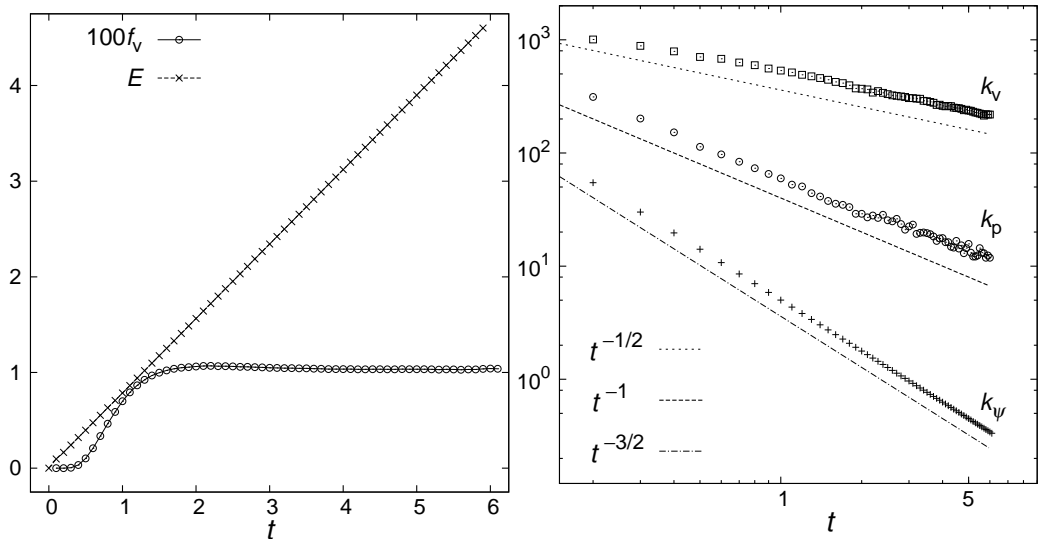 100f_v
E
4
3
2
1
0
0 1 2 3 4 5 6
t
10^3
10^2
10^1
10^0
k_v
k_p
k_ψ
t^{−1/2}
t^{−1}
t^{−3/2}
1 5
t